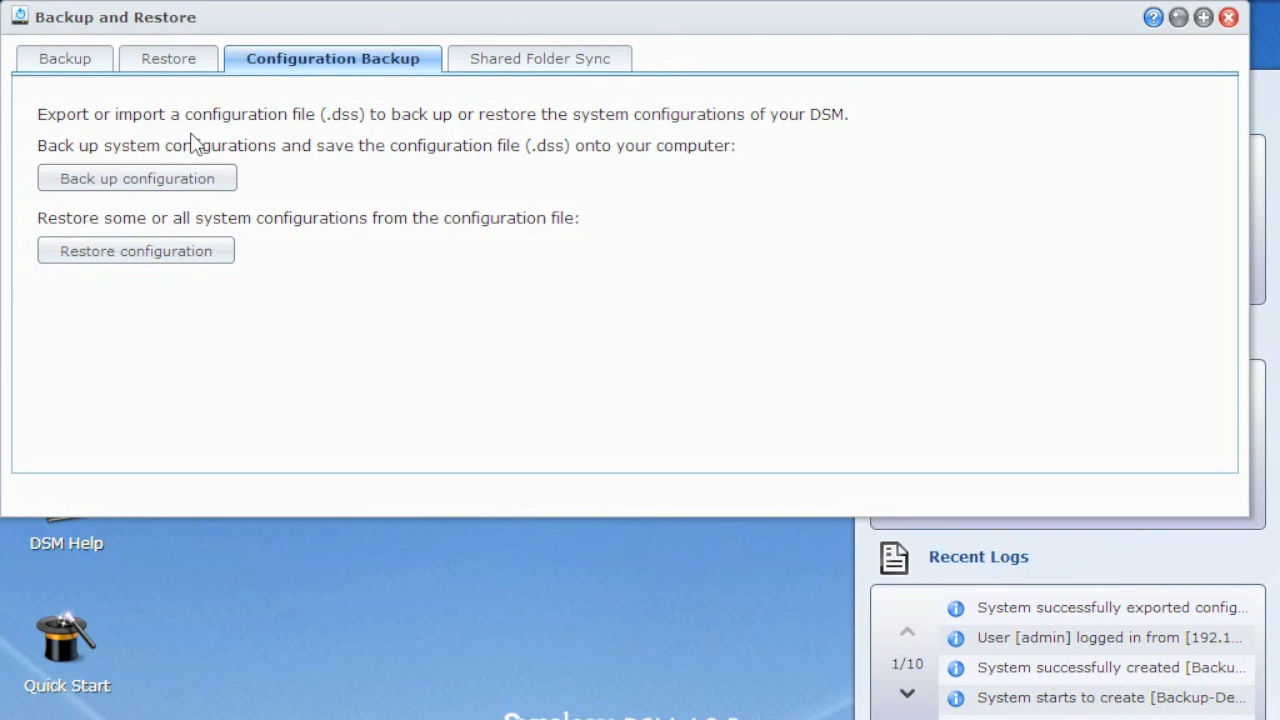 Backup and Restore
Backup
Restore
Configuration Backup
Shared Folder Sync
Export or import a configuration file (.dss) to back up or restore the system configurations of your DSM.
Back up system configurations and save the configuration file (.dss) onto your computer:
Back up configuration
Restore some or all system configurations from the configuration file:
Restore configuration
DSM Help
Quick Start
Recent Logs
System successfully exported config...
User [admin] logged in from [192.1...
1/10
System successfully created [Backu...
System starts to create [Backup-De...